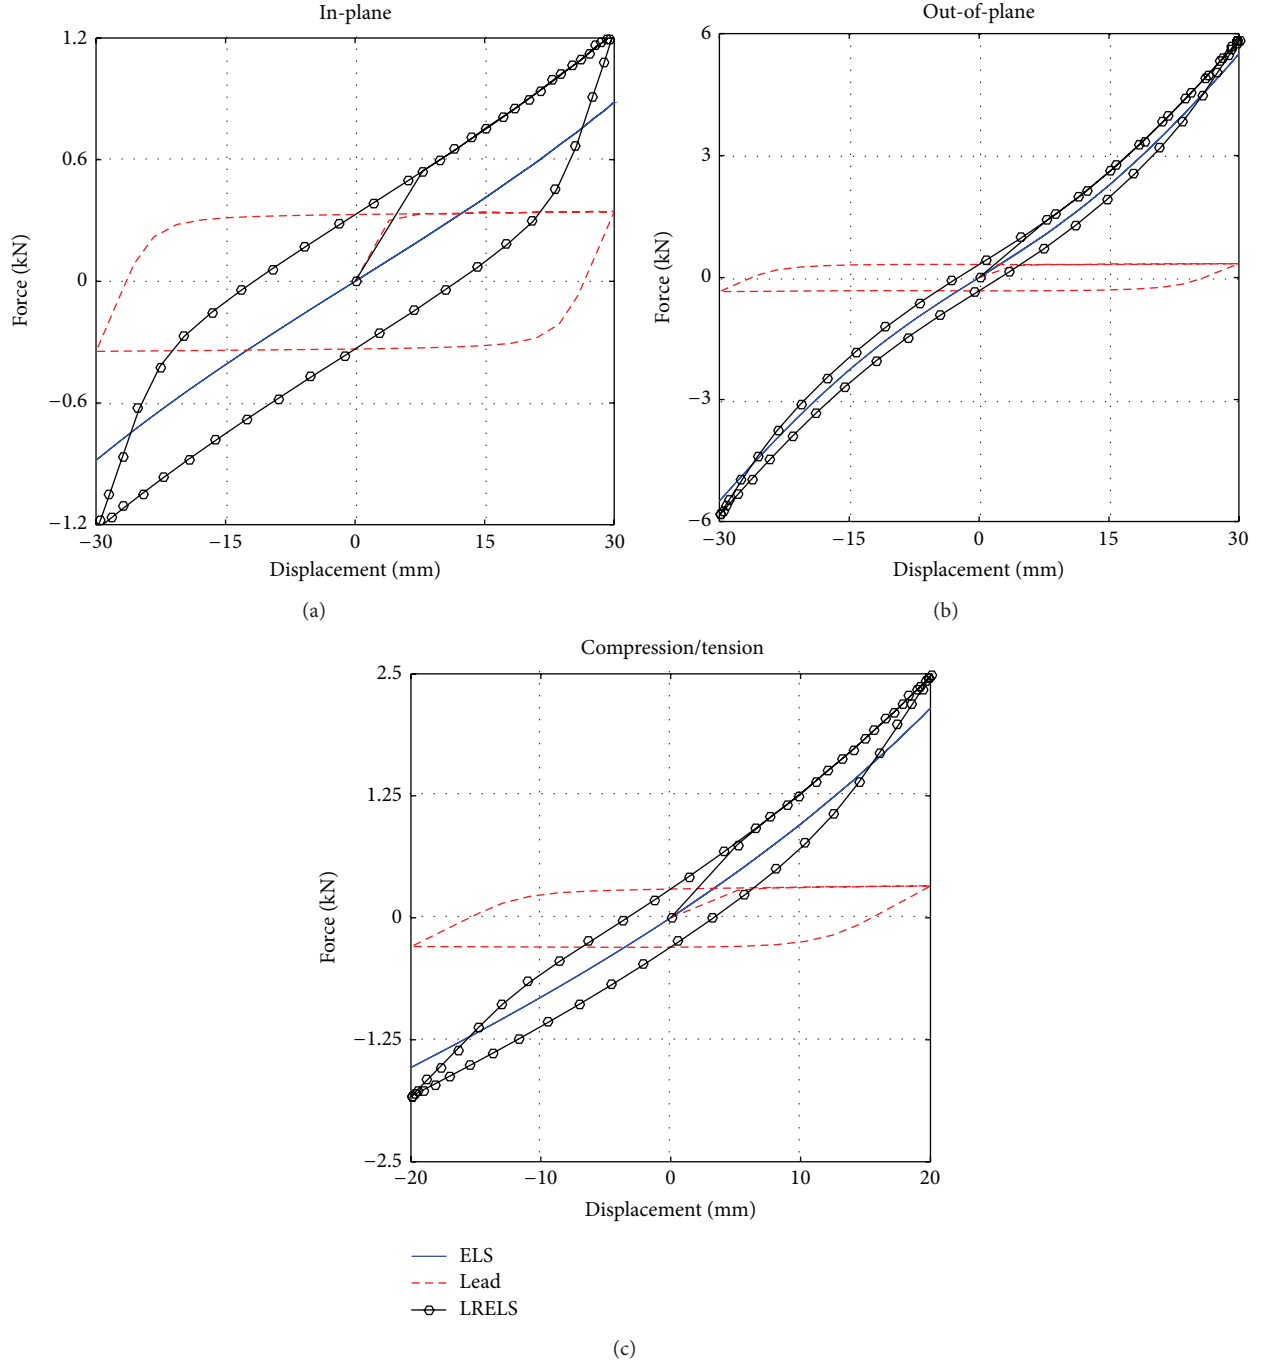 In-plane
1.2
0.6
0
−0.6
−1.2
−30
−15
0
15
30
Force (kN)
Displacement (mm)
(a)
Out-of-plane
6
3
0
−3
−6
−30
−15
0
15
30
Force (kN)
Displacement (mm)
(b)
Compression/tension
2.5
1.25
0
−1.25
−2.5
−20
−10
0
10
20
Force (kN)
Displacement (mm)
ELS
Lead
LRELS
(c)